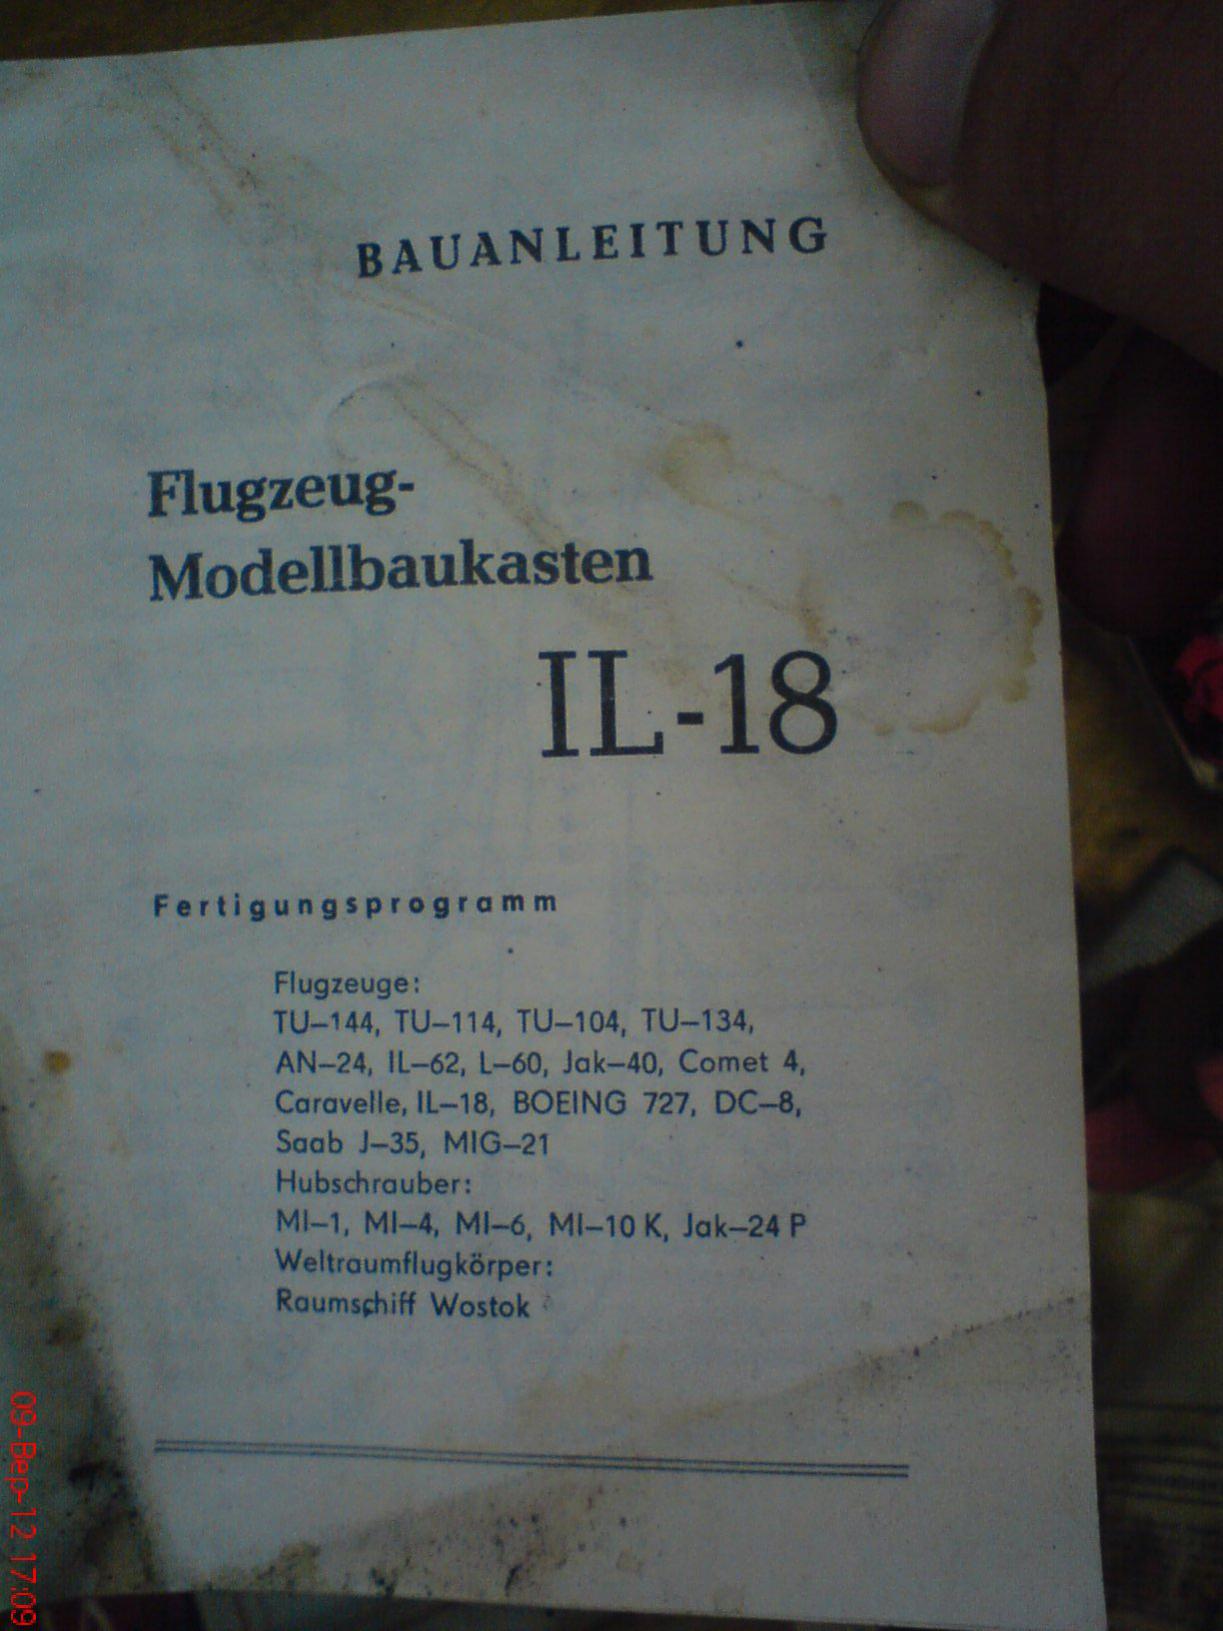 BAUANLEITUNG
Flugzeug-
Modellbaukasten
IL-18
Fertigungsprogramm
Flugzeuge:
TU–144, TU–114, TU–104, TU–134,
AN–24, IL–62, L–60, Jak–40, Comet 4,
Caravelle, IL–18, BOEING 727, DC–8,
Saab J–35, MIG–21
Hubschrauber:
MI–1, MI–4, MI–6, MI–10 K, Jak–24 P
Weltraumflugkörper:
Raumschiff Wostok
09-Вер-12 17:09